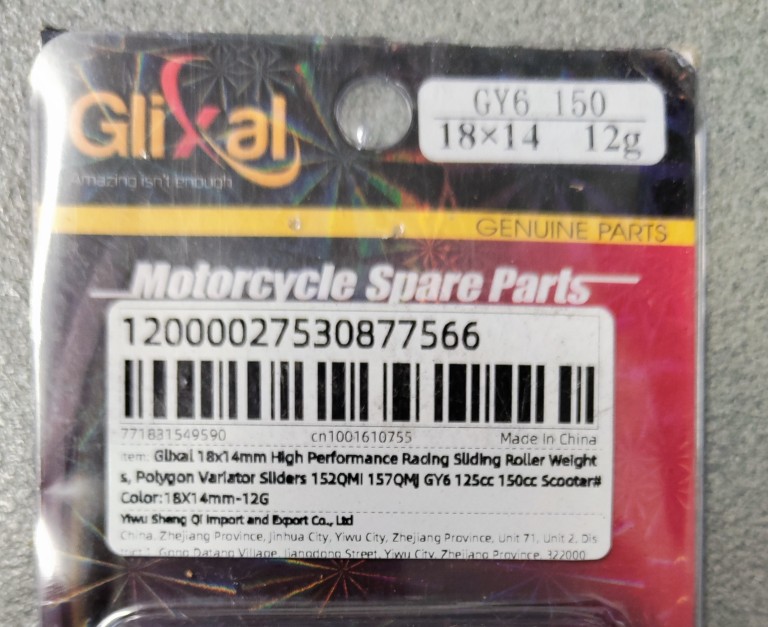 Glixal
Amazing isn't enough
GY6 150
18×14 12g
GENUINE PARTS
Motorcycle Spare Parts
12000027530877566
771831549590 cn1001610755 Made In China
Item: Glixal 18x14mm High Performance Racing Sliding Roller Weight
s, Polygon Variator Sliders 152QMI 157QMJ GY6 125cc 150cc Scooter#
Color:18X14mm-12G
Yiwu Sheng Qi Import and Export Co., Ltd
China, Zhejiang Province, Jinhua City, Yiwu City, Zhejiang Province, Unit 71, Unit 2, Dis
Gong Datang Village, Jiangdong Street, Yiwu City, Zhejiang Province, 322000